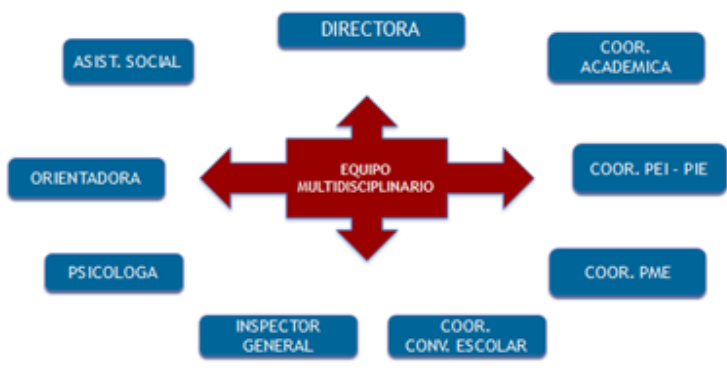 DIRECTORA
ASIST. SOCIAL
COOR.
ACADEMICA
EQUIPO
MULTIDISCIPLINARIO
ORIENTADORA
COOR. PEI - PIE
PSICOLOGA
COOR. PME
INSPECTOR
GENERAL
COOR.
CONV. ESCOLAR